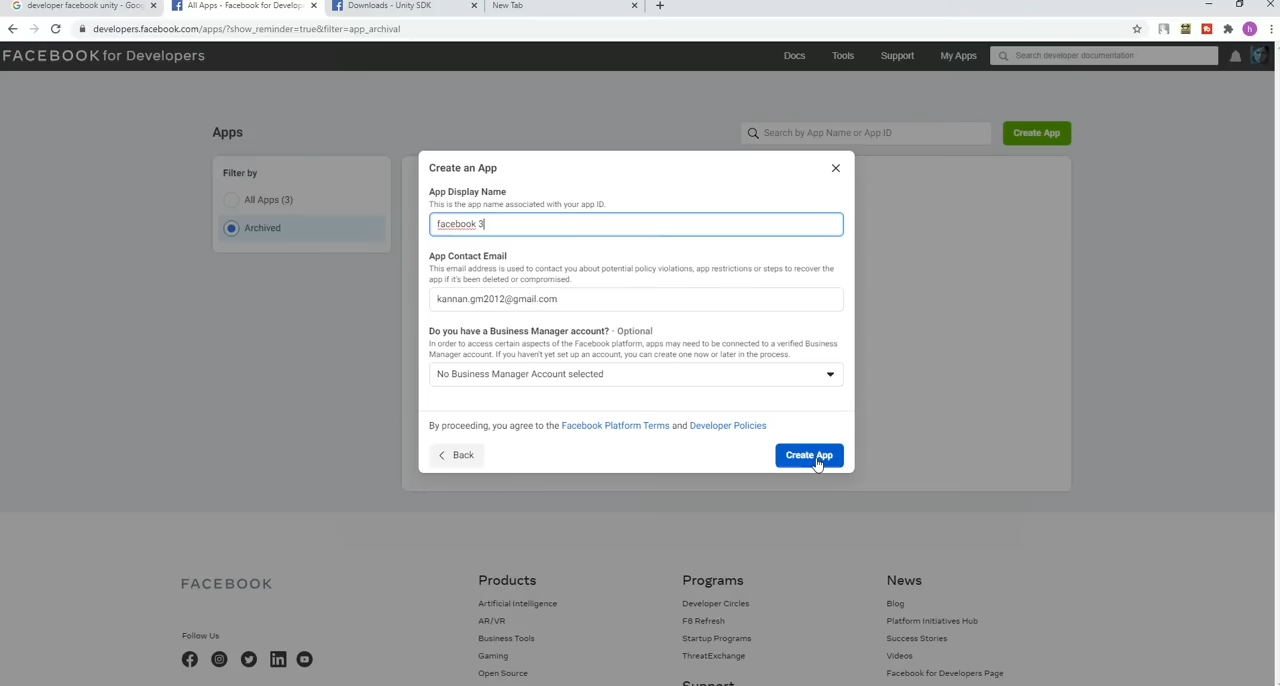 developer facebook unity - Goog
All Apps - Facebook for Develop
Downloads - Unity SDK
New Tab
developers.facebook.com/apps/?show_reminder=true&filter=app_archival
h
FACEBOOK for Developers
Docs
Tools
Support
My Apps
Search developer documentation
Apps
Search by App Name or App ID
Create App
Filter by
All Apps (3)
Archived
Create an App
App Display Name
This is the app name associated with your app ID.
facebook 3
App Contact Email
This email address is used to contact you about potential policy violations, app restrictions or steps to recover the
app if it's been deleted or compromised.
kannan.gm2012@gmail.com
Do you have a Business Manager account? · Optional
In order to access certain aspects of the Facebook platform, apps may need to be connected to a verified Business
Manager account. If you haven't yet set up an account, you can create one now or later in the process.
No Business Manager Account selected
By proceeding, you agree to the Facebook Platform Terms and Developer Policies
Back
Create App
FACEBOOK
Follow Us
Products
Artificial Intelligence
AR/VR
Business Tools
Gaming
Open Source
Programs
Developer Circles
F8 Refresh
Startup Programs
ThreatExchange
Support
News
Blog
Platform Initiatives Hub
Success Stories
Videos
Facebook for Developers Page